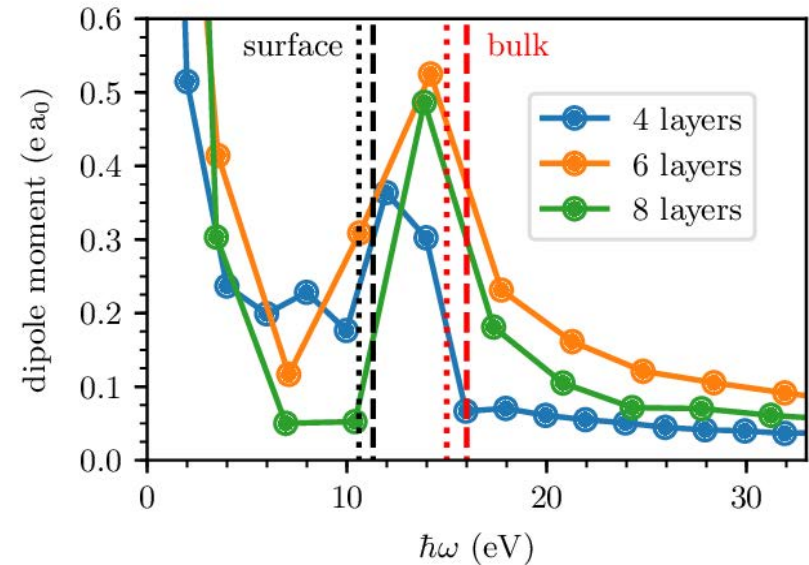 0.6
0.5
0.4
0.3
0.2
0.1
0.0
dipole moment (e a₀)
surface
bulk
4 layers
6 layers
8 layers
0 10 20 30
ℏω (eV)